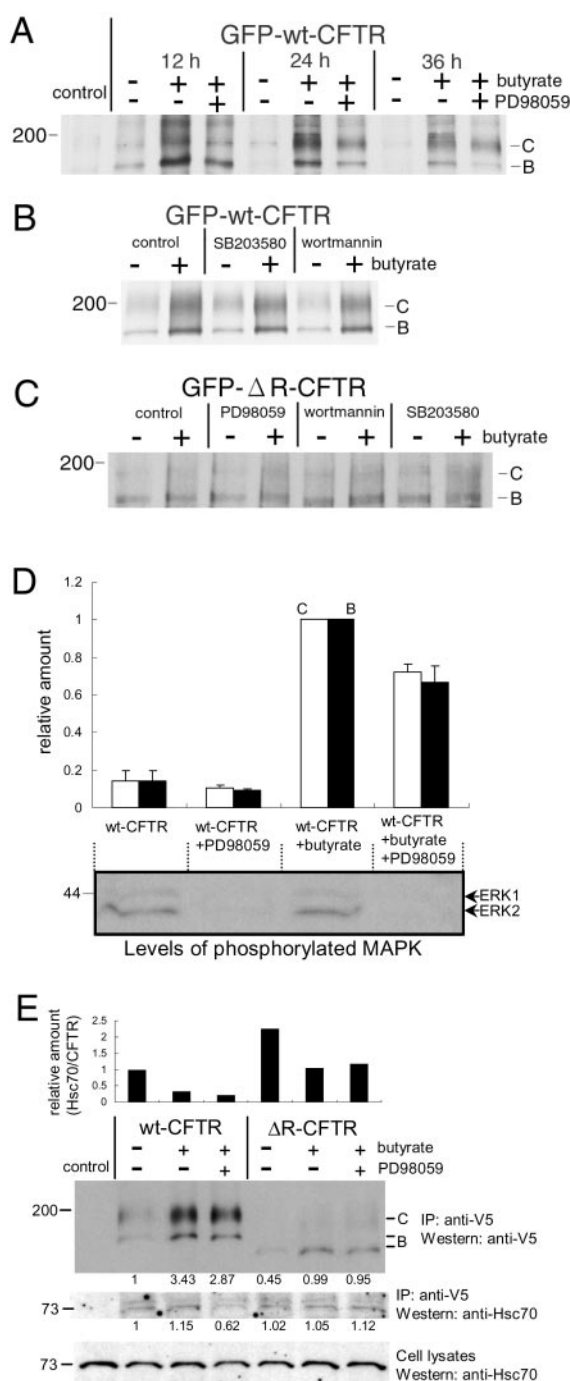 A
GFP-wt-CFTR
12 h 24 h 36 h
- + + - + + - + + butyrate
control - - + - - + - - + PD98059
200
C
B
B
GFP-wt-CFTR
control SB203580 wortmannin
- + - + - + butyrate
200
C
B
C
GFP-ΔR-CFTR
control PD98059 wortmannin SB203580
- + - + - + - + butyrate
200
C
B
D
1.2
1
0.8
0.6
0.4
0.2
0
relative amount
C B
wt-CFTR
wt-CFTR
+PD98059
wt-CFTR
+butyrate
wt-CFTR
+butyrate
+PD98059
44
ERK1
ERK2
Levels of phosphorylated MAPK
E
relative amount
(Hsc70/CFTR)
2.5
2
1.5
1
0.5
0
wt-CFTR ΔR-CFTR
- + + - + + butyrate
control - - + - - + PD98059
200
C
B
IP: anti-V5
Western: anti-V5
1 3.43 2.87 0.45 0.99 0.95
73
IP: anti-V5
Western: anti-Hsc70
1 1.15 0.62 1.02 1.05 1.12
73
Cell lysates
Western: anti-Hsc70